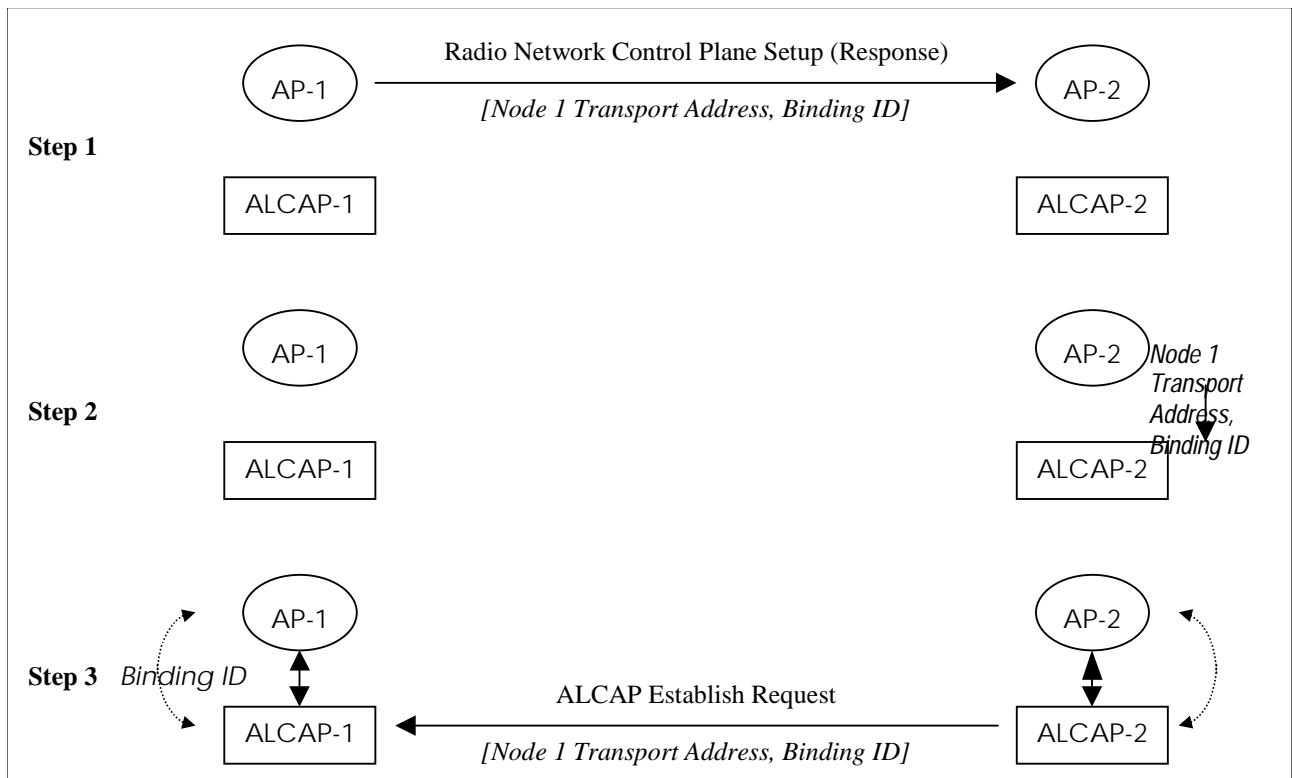 Radio Network Control Plane Setup (Response)
AP-1
AP-2
[Node 1 Transport Address, Binding ID]
Step 1
ALCAP-1
ALCAP-2
AP-1
AP-2
Node 1
Transport
Address,
Binding ID
Step 2
ALCAP-1
ALCAP-2
AP-1
AP-2
Step 3
Binding ID
ALCAP Establish Request
ALCAP-1
ALCAP-2
[Node 1 Transport Address, Binding ID]